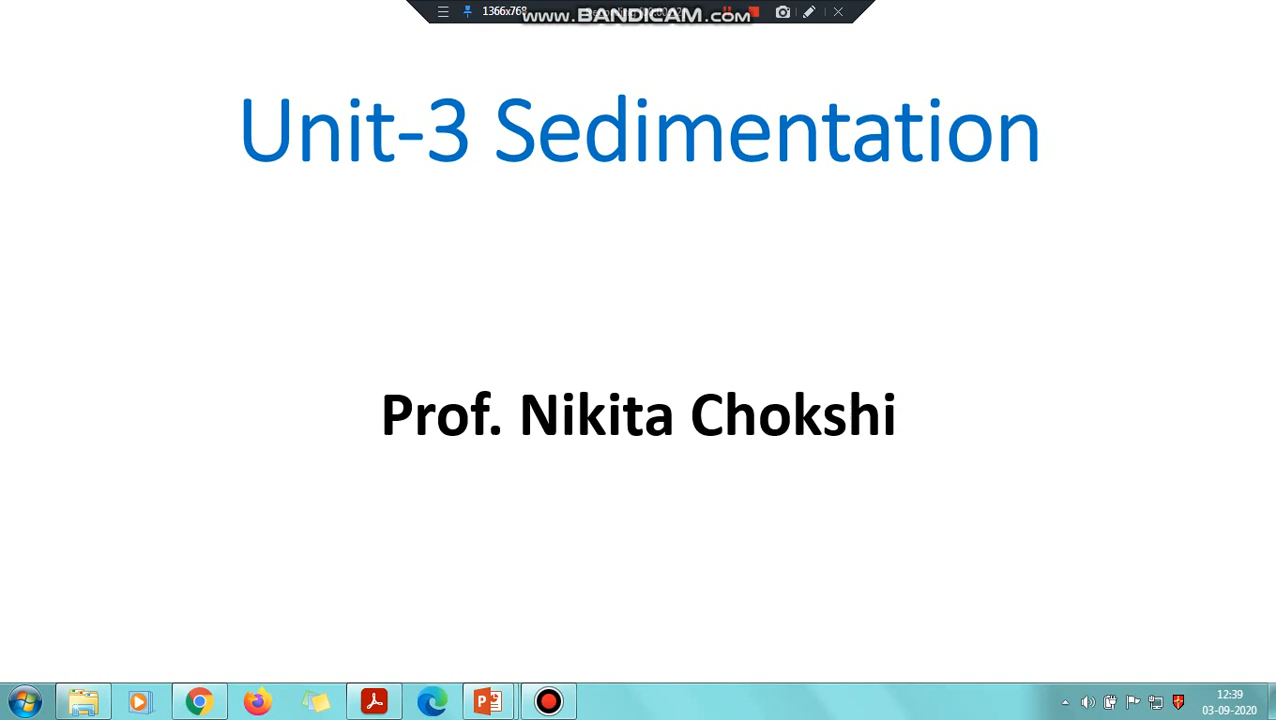 1366x768
www.BANDICAM.com
Unit-3 Sedimentation
Prof. Nikita Chokshi
12:39
03-09-2020